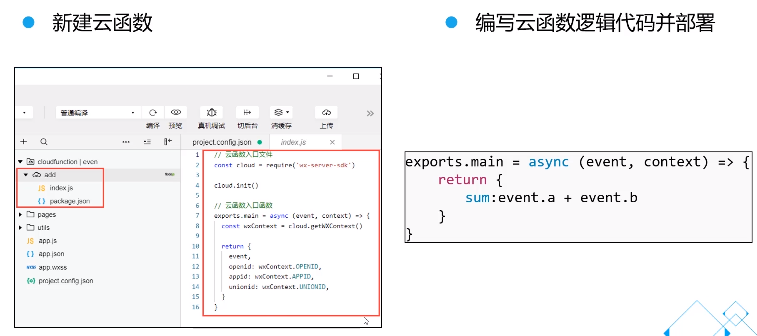 新建云函数
编写云函数逻辑代码并部署
普通编译
编译 预览 真机调试 切后台 清缓存 上传
project.config.json index.js
cloudfunction | even
add
index.js
package.json
pages
utils
app.js
app.json
app.wxss
project.config.json
1 // 云函数入口文件
2 const cloud = require('wx-server-sdk')
3
4 cloud.init()
5
6 // 云函数入口函数
7 exports.main = async (event, context) => {
8 const wxContext = cloud.getWXContext()
9
10 return {
11 event,
12 openid: wxContext.OPENID,
13 appid: wxContext.APPID,
14 unionid: wxContext.UNIONID,
15 }
16 }
exports.main = async (event, context) => {
return {
sum:event.a + event.b
}
}